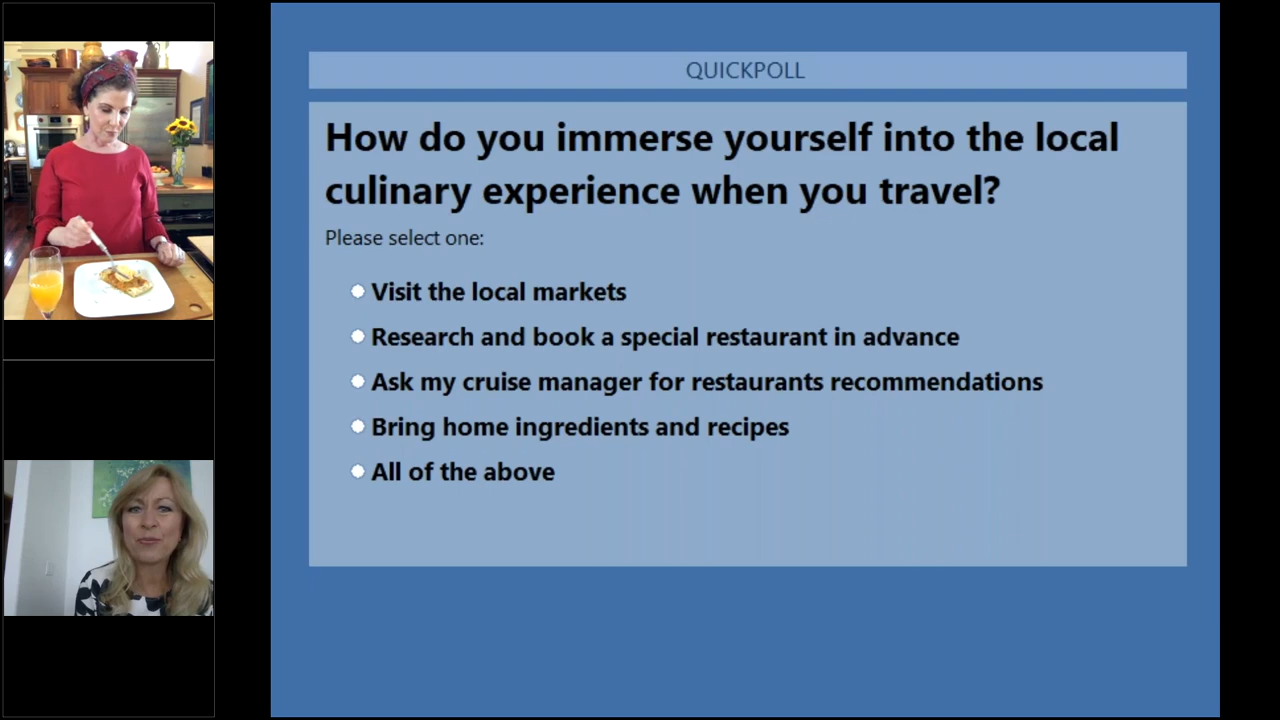 QUICKPOLL
How do you immerse yourself into the local
culinary experience when you travel?
Please select one:
Visit the local markets
Research and book a special restaurant in advance
Ask my cruise manager for restaurants recommendations
Bring home ingredients and recipes
All of the above